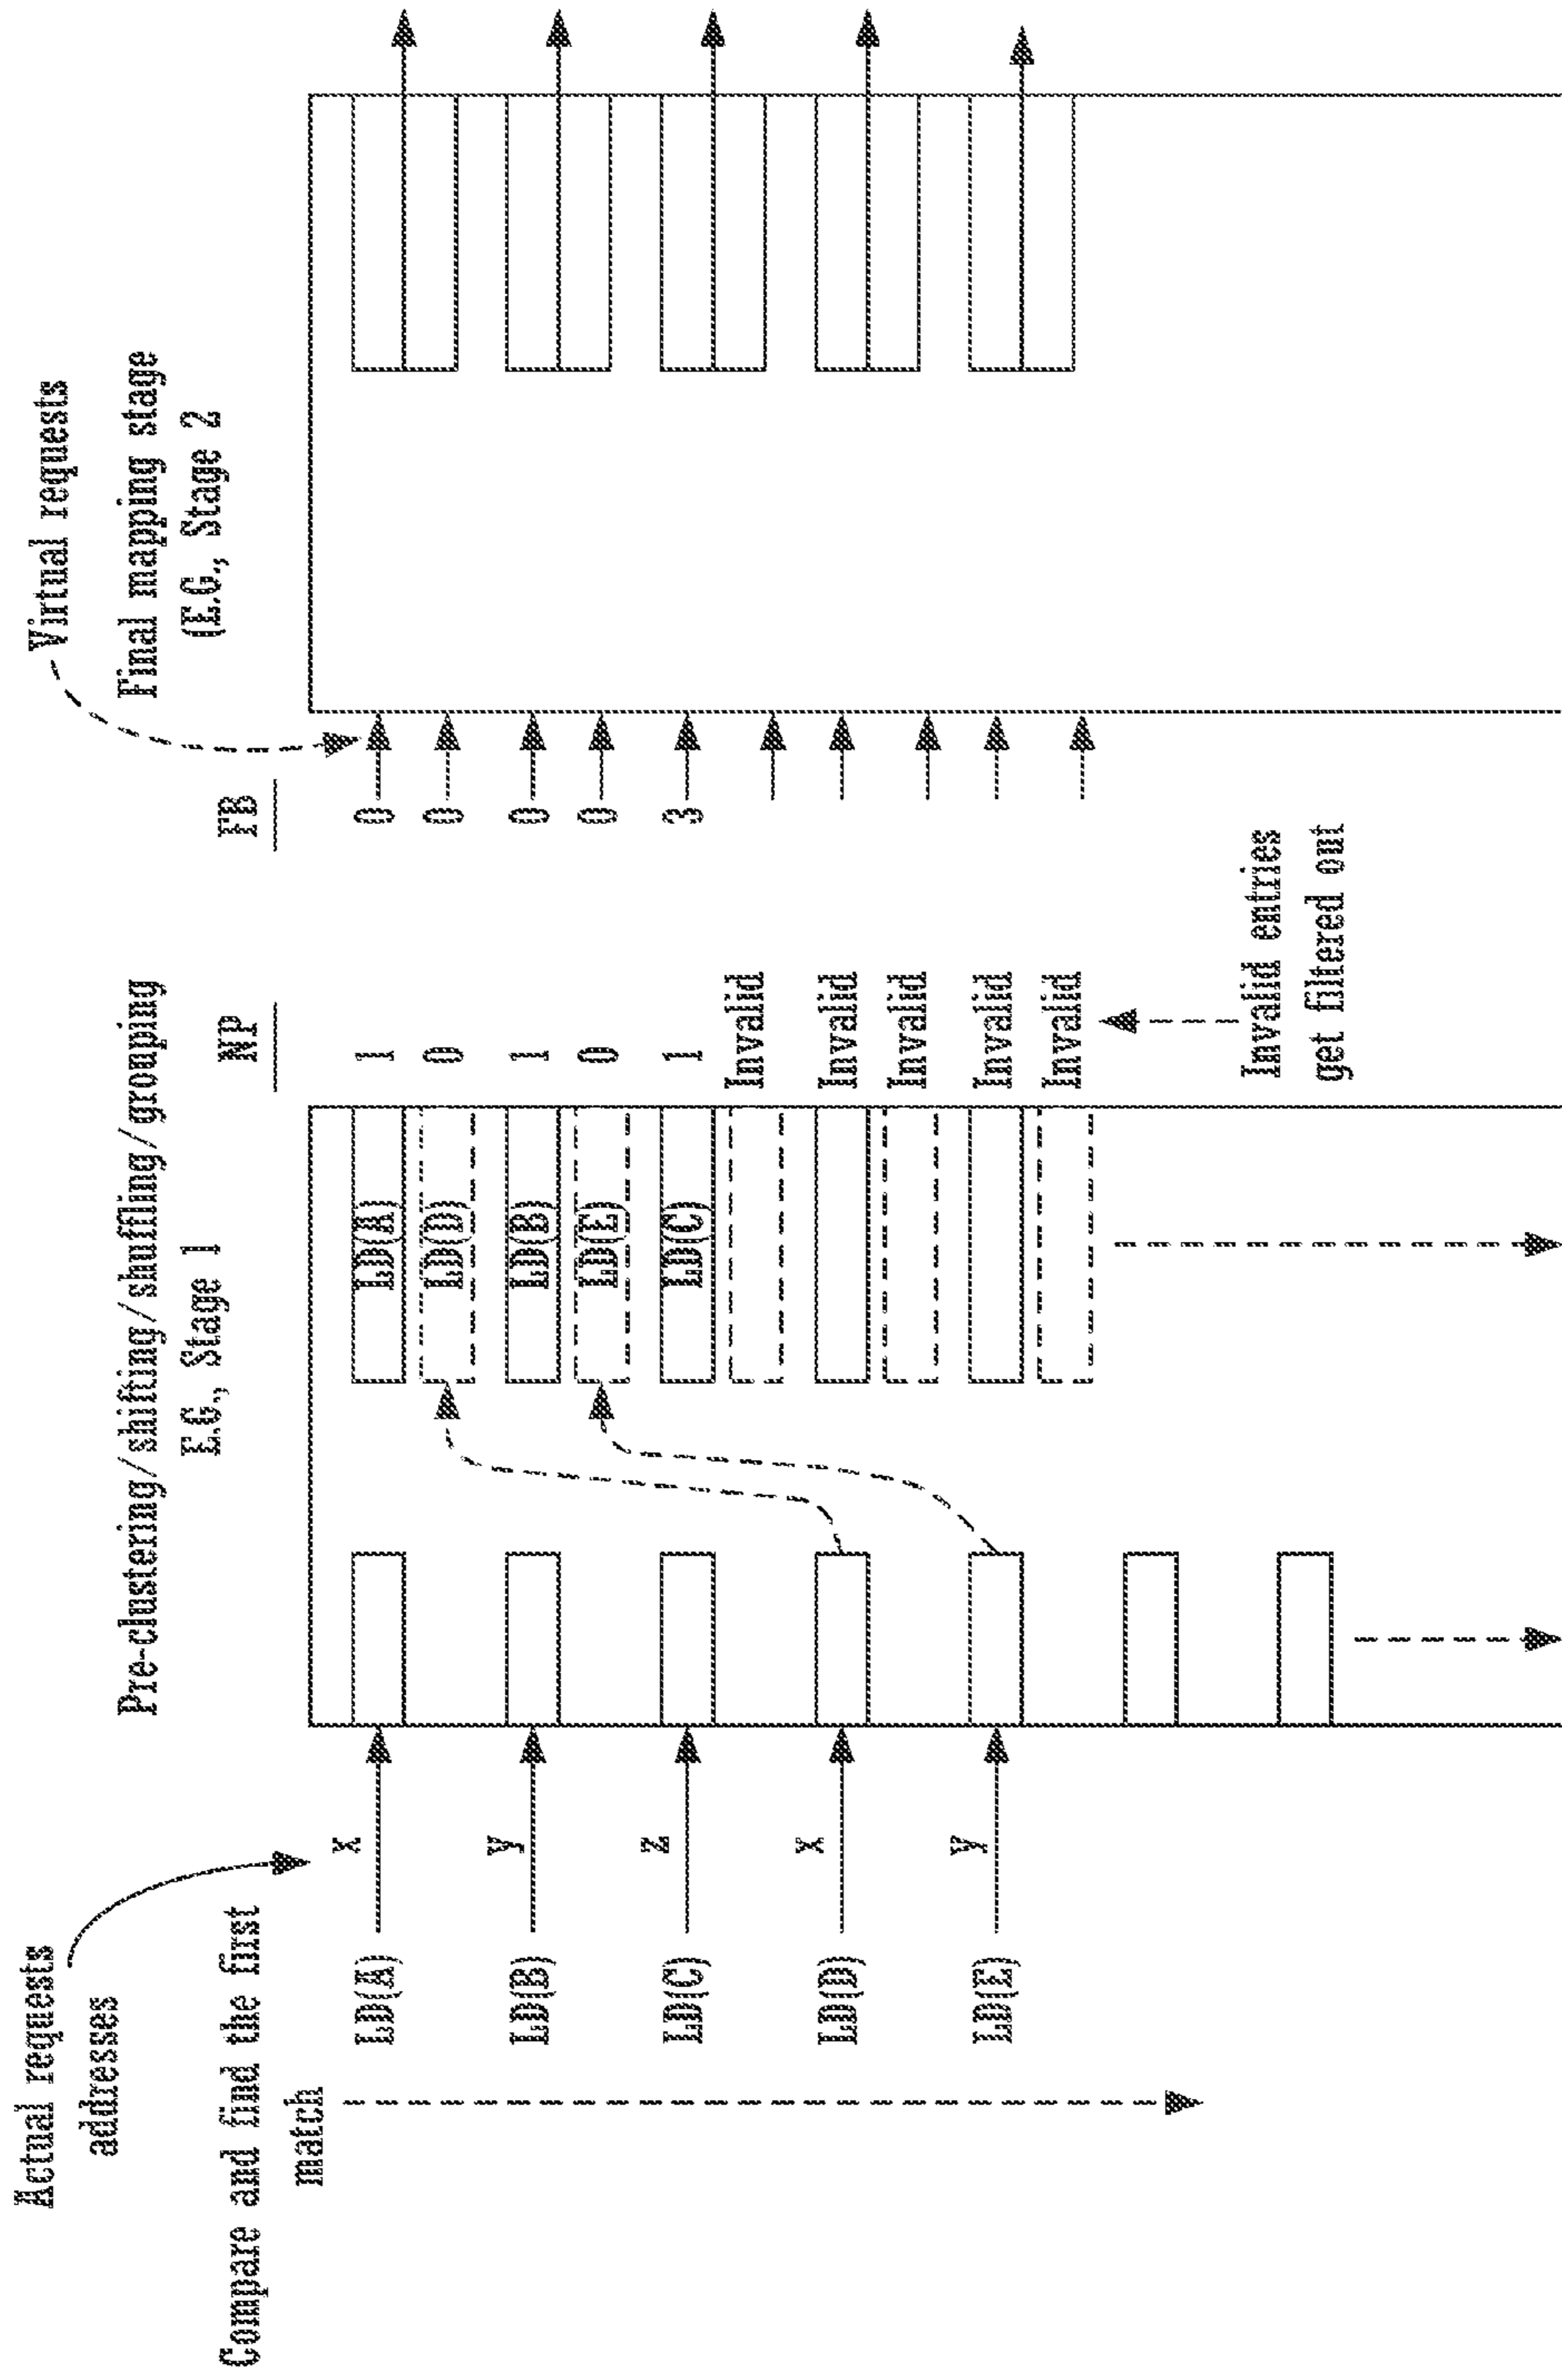 Actual requests
addresses
Compare and find the first
match
LD(A)
x
LD(B)
y
LD(C)
z
LD(D)
x
LD(E)
y
Pre-clustering/shifting/shuffling/grouping
E.G., Stage 1
LD(A)
LD(D)
LD(B)
LD(E)
LD(C)
NP
1
0
1
0
1
Invalid
Invalid
Invalid
Invalid
Invalid
Invalid entries
get filtered out
FB
0
0
0
0
3
Virtual requests
Final mapping stage
(E.G., Stage 2